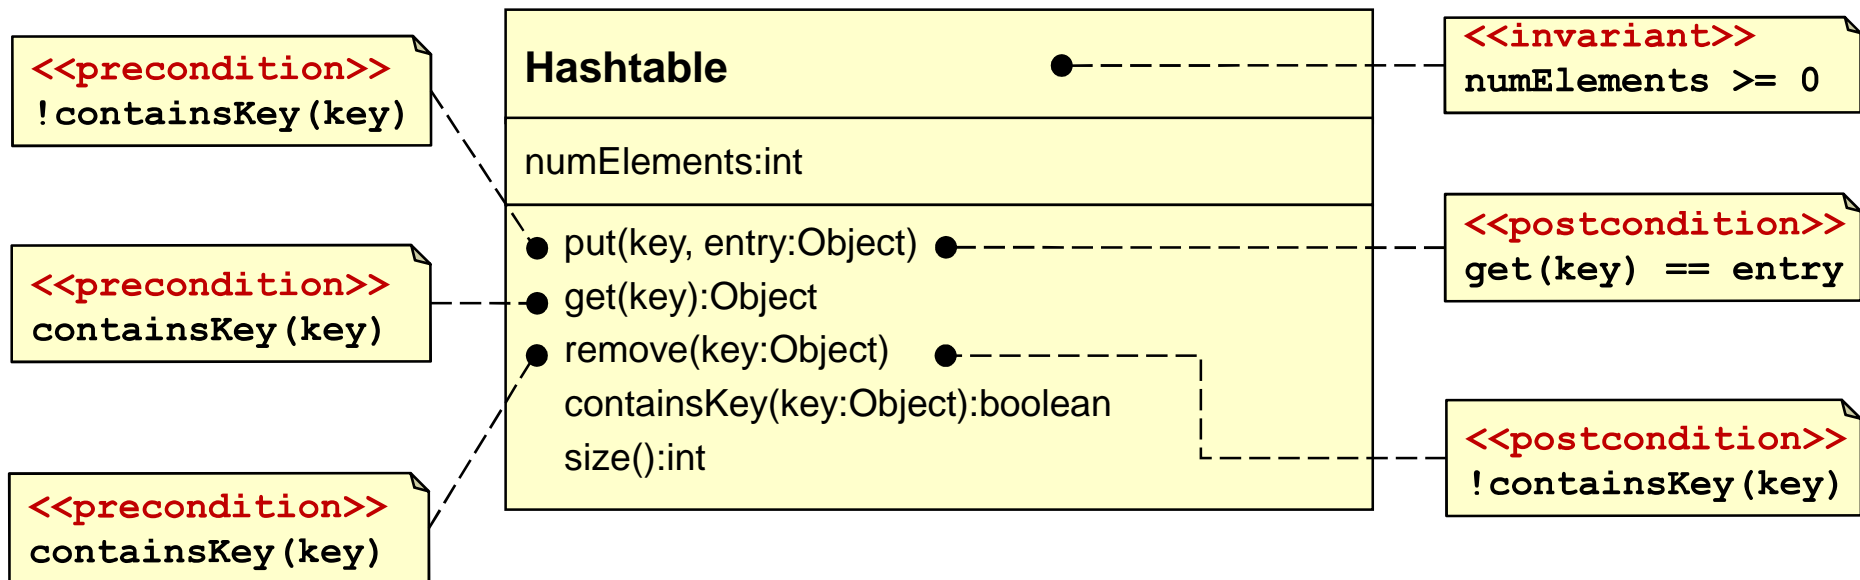 <<precondition>>
!containsKey(key)
<<precondition>>
containsKey(key)
<<precondition>>
containsKey(key)
Hashtable
numElements:int
put(key, entry:Object)
get(key):Object
remove(key:Object)
containsKey(key:Object):boolean
size():int
<<invariant>>
numElements >= 0
<<postcondition>>
get(key) == entry
<<postcondition>>
!containsKey(key)